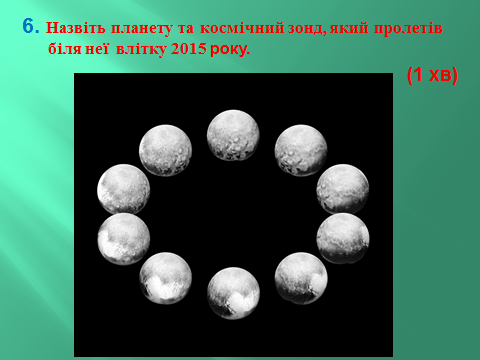 6. Назвіть планету та космічний зонд, який пролетів
біля неї влітку 2015 року.
(1 хв)